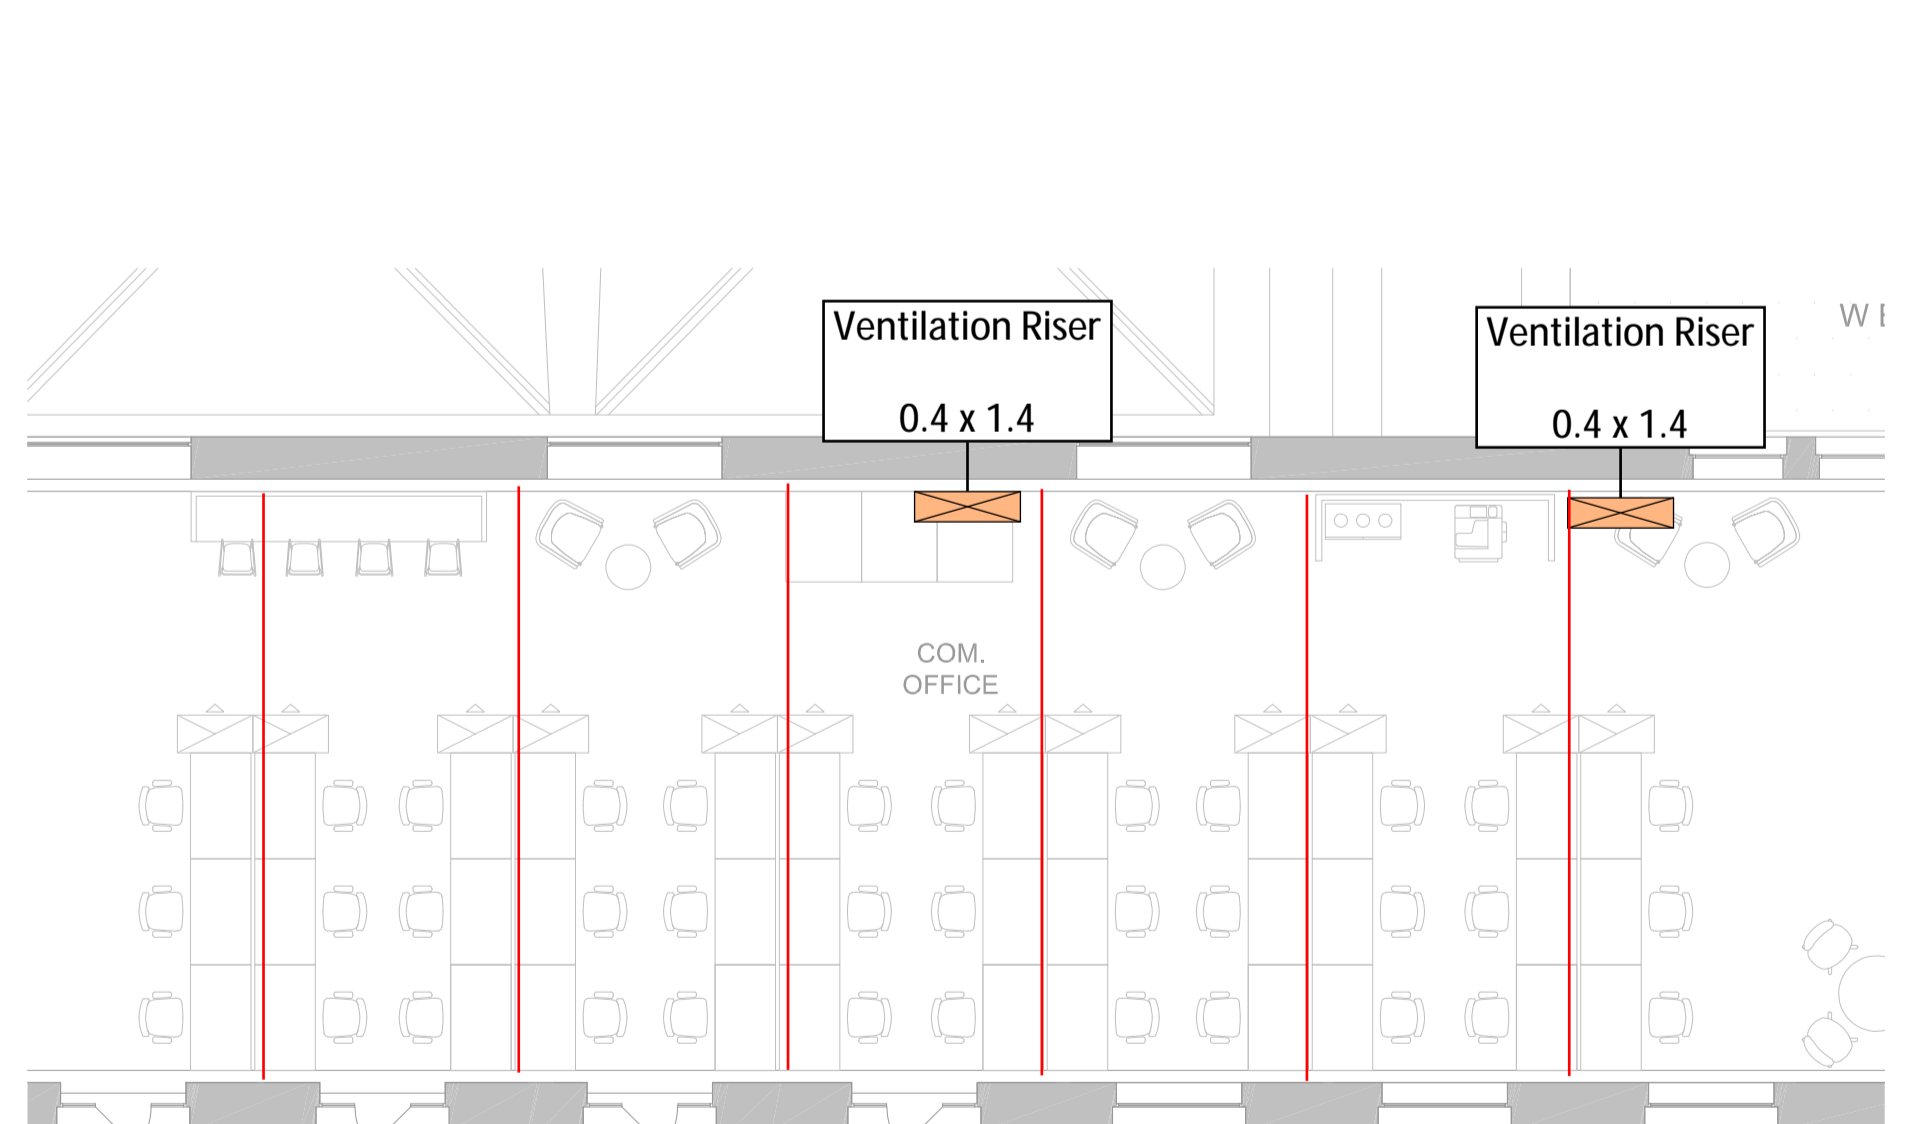 Ventilation Riser
0.4 x 1.4
Ventilation Riser
0.4 x 1.4
COM.
OFFICE